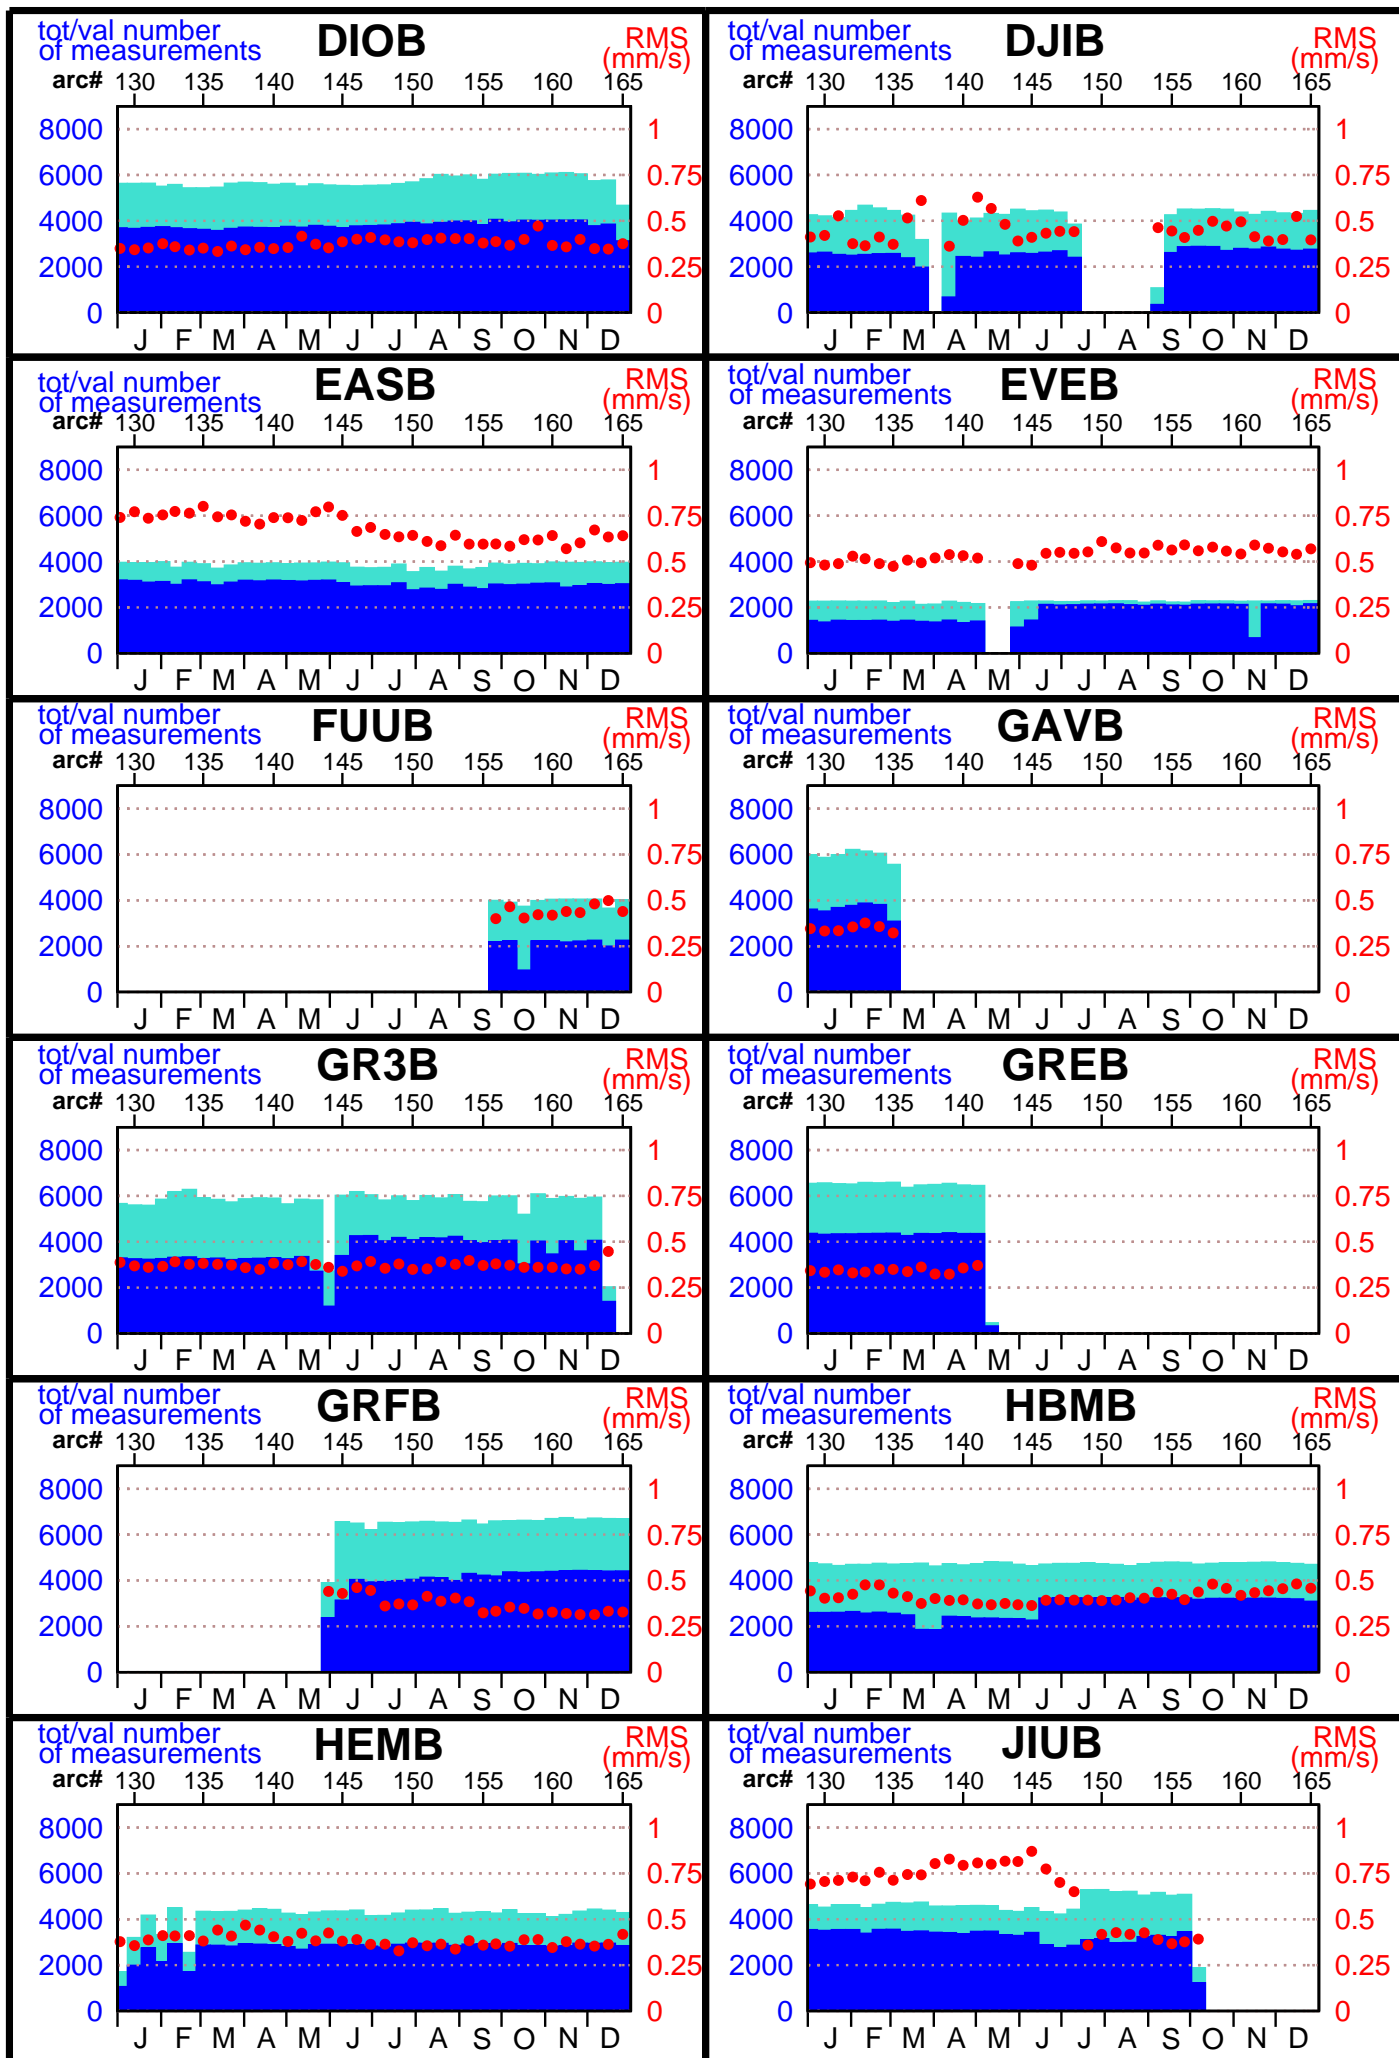 tot/val number
of measurements
DIOB
RMS
(mm/s)
arc# 130 135 140 145 150 155 160 165
8000 1
6000 0.75
4000 0.5
2000 0.25
0 0
J F M A M J J A S O N D
tot/val number
of measurements
DJIB
RMS
(mm/s)
arc# 130 135 140 145 150 155 160 165
8000 1
6000 0.75
4000 0.5
2000 0.25
0 0
J F M A M J J A S O N D
tot/val number
of measurements
EASB
RMS
(mm/s)
arc# 130 135 140 145 150 155 160 165
8000 1
6000 0.75
4000 0.5
2000 0.25
0 0
J F M A M J J A S O N D
tot/val number
of measurements
EVEB
RMS
(mm/s)
arc# 130 135 140 145 150 155 160 165
8000 1
6000 0.75
4000 0.5
2000 0.25
0 0
J F M A M J J A S O N D
tot/val number
of measurements
FUUB
RMS
(mm/s)
arc# 130 135 140 145 150 155 160 165
8000 1
6000 0.75
4000 0.5
2000 0.25
0 0
J F M A M J J A S O N D
tot/val number
of measurements
GAVB
RMS
(mm/s)
arc# 130 135 140 145 150 155 160 165
8000 1
6000 0.75
4000 0.5
2000 0.25
0 0
J F M A M J J A S O N D
tot/val number
of measurements
GR3B
RMS
(mm/s)
arc# 130 135 140 145 150 155 160 165
8000 1
6000 0.75
4000 0.5
2000 0.25
0 0
J F M A M J J A S O N D
tot/val number
of measurements
GREB
RMS
(mm/s)
arc# 130 135 140 145 150 155 160 165
8000 1
6000 0.75
4000 0.5
2000 0.25
0 0
J F M A M J J A S O N D
tot/val number
of measurements
GRFB
RMS
(mm/s)
arc# 130 135 140 145 150 155 160 165
8000 1
6000 0.75
4000 0.5
2000 0.25
0 0
J F M A M J J A S O N D
tot/val number
of measurements
HBMB
RMS
(mm/s)
arc# 130 135 140 145 150 155 160 165
8000 1
6000 0.75
4000 0.5
2000 0.25
0 0
J F M A M J J A S O N D
tot/val number
of measurements
HEMB
RMS
(mm/s)
arc# 130 135 140 145 150 155 160 165
8000 1
6000 0.75
4000 0.5
2000 0.25
0 0
J F M A M J J A S O N D
tot/val number
of measurements
JIUB
RMS
(mm/s)
arc# 130 135 140 145 150 155 160 165
8000 1
6000 0.75
4000 0.5
2000 0.25
0 0
J F M A M J J A S O N D